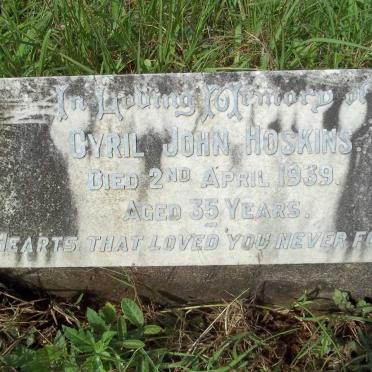 In Loving Memory of
CYRIL JOHN HOSKINS
DIED 2ND APRIL 1939.
AGED 35 YEARS.
HEARTS THAT LOVED YOU NEVER FO